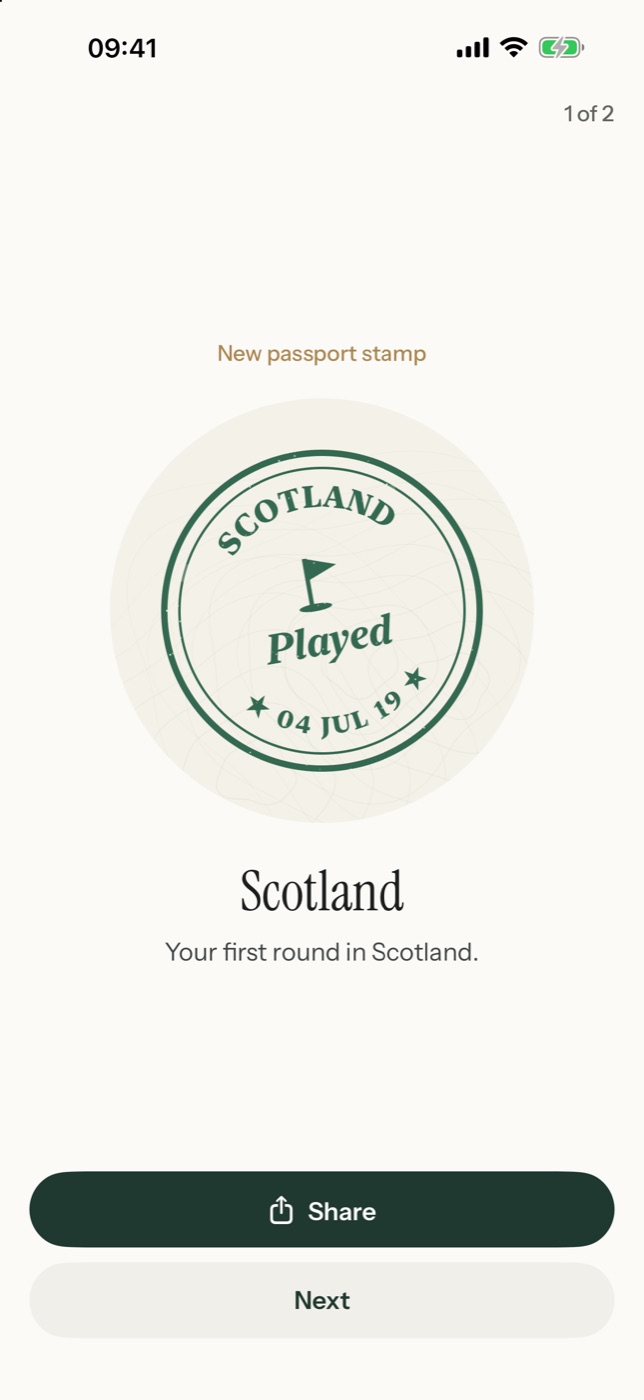 09:41
1 of 2
New passport stamp
SCOTLAND
Played
★ 04 JUL 19 ★
Scotland
Your first round in Scotland.
Share
Next